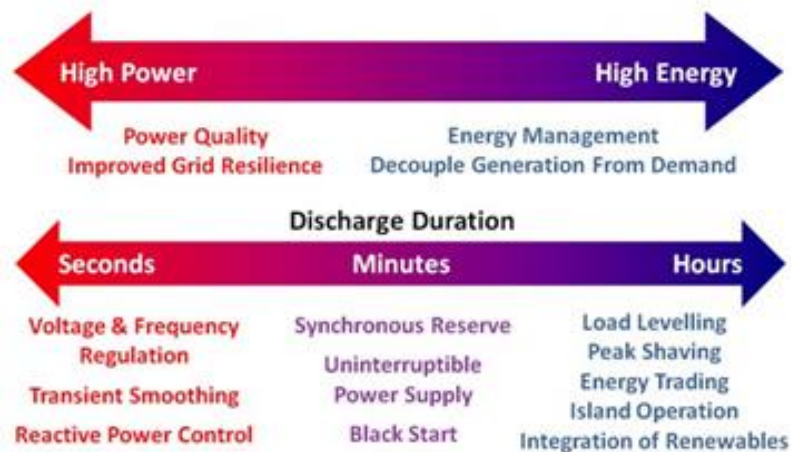 High Power High Energy
Power Quality
Improved Grid Resilience
Energy Management
Decouple Generation From Demand
Discharge Duration
Seconds Minutes Hours
Voltage & Frequency
Regulation
Transient Smoothing
Reactive Power Control
Synchronous Reserve
Uninterruptible
Power Supply
Black Start
Load Levelling
Peak Shaving
Energy Trading
Island Operation
Integration of Renewables